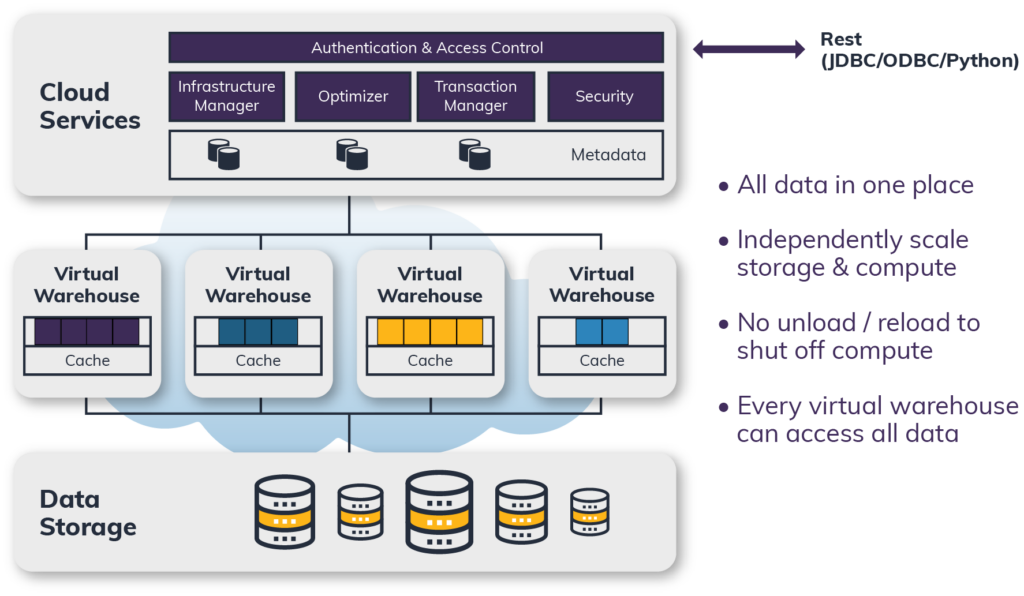 Cloud
Services
Authentication & Access Control
Infrastructure
Manager
Optimizer
Transaction
Manager
Security
Metadata
Rest
(JDBC/ODBC/Python)
Virtual
Warehouse
Cache
Virtual
Warehouse
Cache
Virtual
Warehouse
Cache
Virtual
Warehouse
Cache
Data
Storage
• All data in one place
• Independently scale
storage & compute
• No unload / reload to
shut off compute
• Every virtual warehouse
can access all data